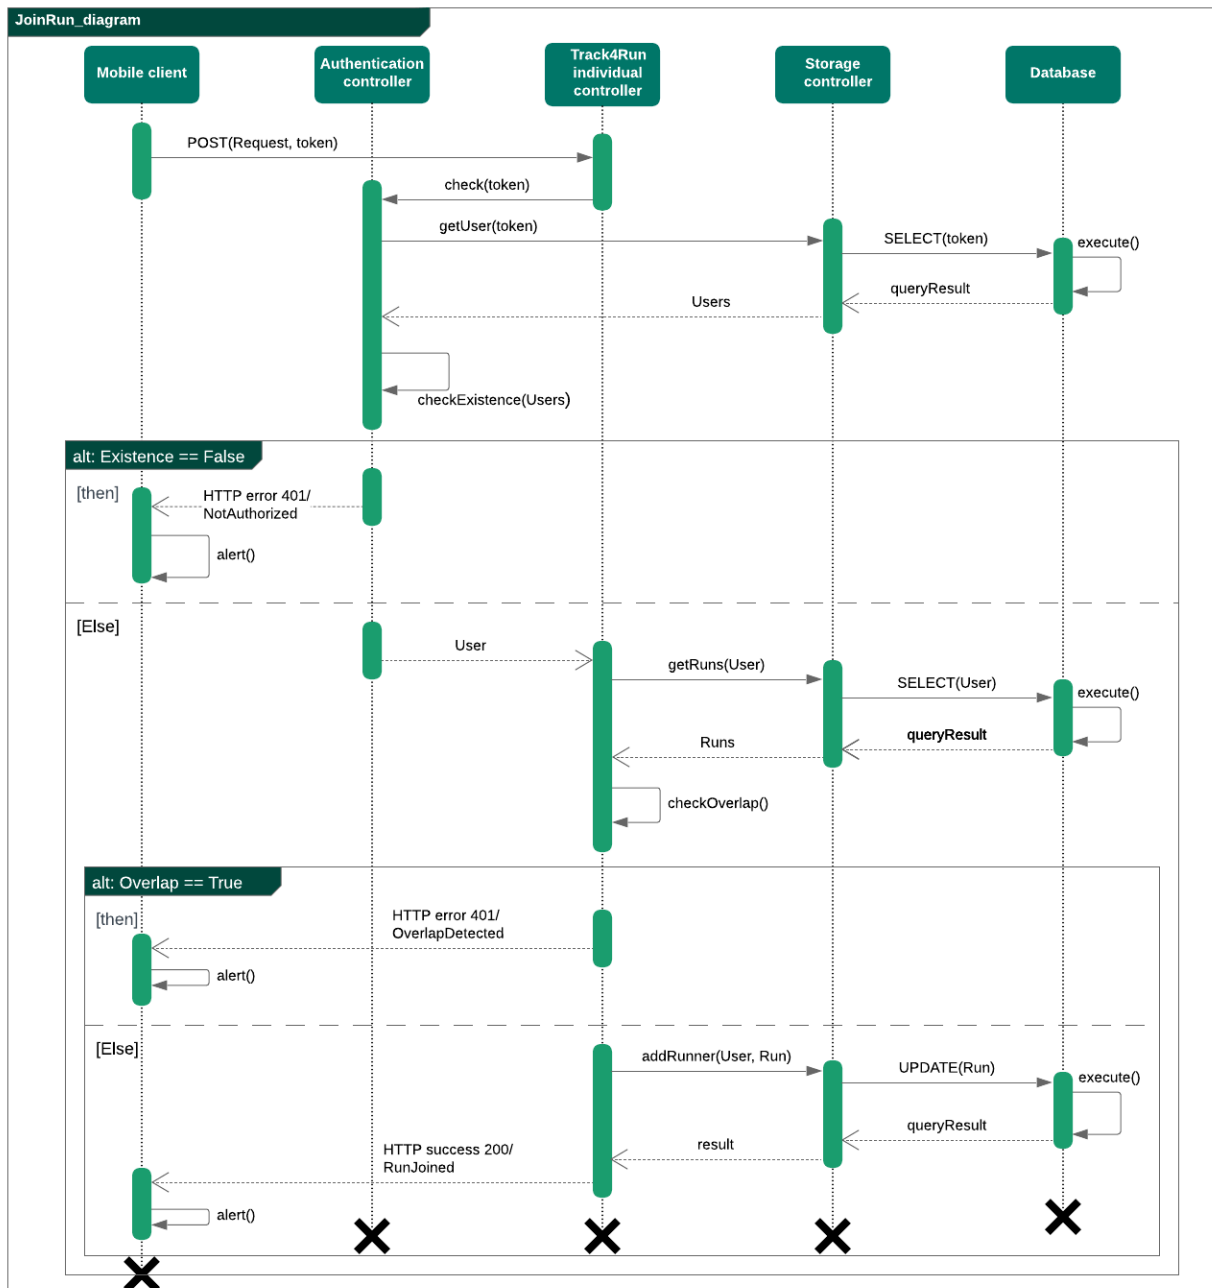 JoinRun_diagram
Mobile client
Authentication
controller
Track4Run
individual
controller
Storage
controller
Database
POST(Request, token)
check(token)
getUser(token)
SELECT(token)
execute()
queryResult
Users
checkExistence(Users)
alt: Existence == False
[then]
HTTP error 401/
NotAuthorized
alert()
[Else]
User
getRuns(User)
SELECT(User)
execute()
queryResult
Runs
checkOverlap()
alt: Overlap == True
[then]
HTTP error 401/
OverlapDetected
alert()
[Else]
addRunner(User, Run)
UPDATE(Run)
execute()
queryResult
result
HTTP success 200/
RunJoined
alert()